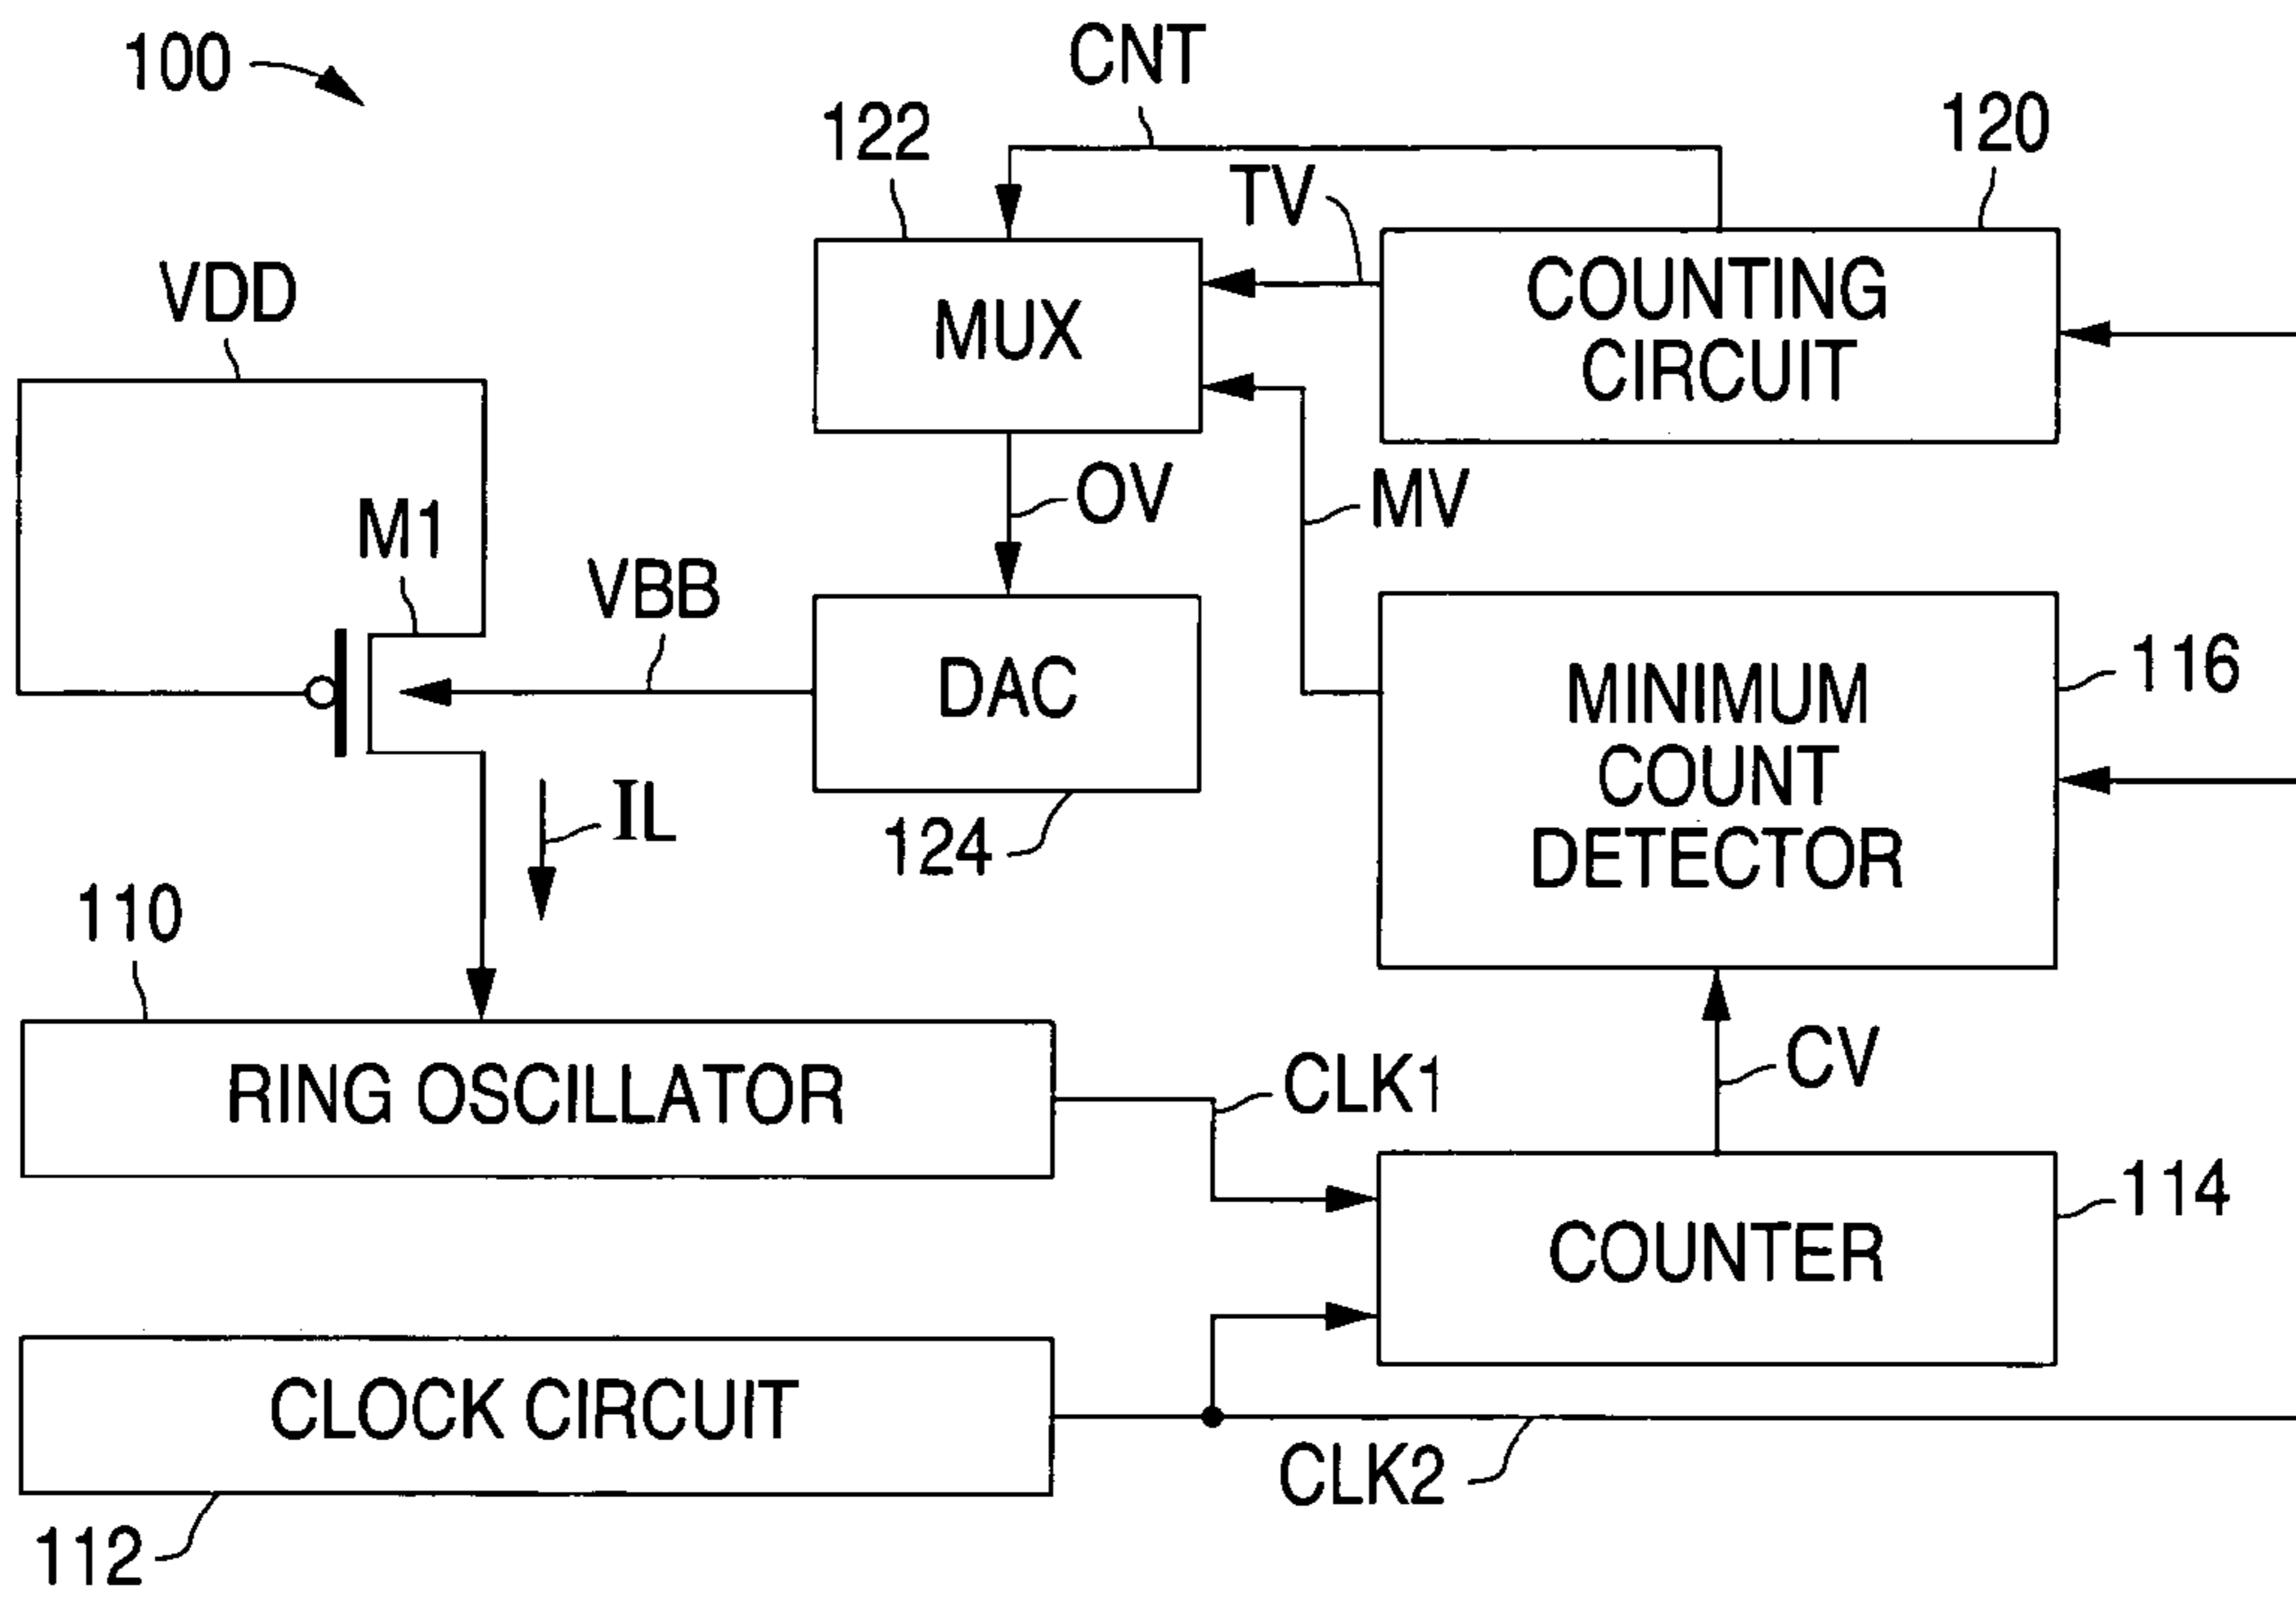 100
CNT
122
120
TV
VDD
MUX
COUNTING
CIRCUIT
M1
OV
MV
VBB
DAC
116
MINIMUM
COUNT
DETECTOR
IL
124
110
CV
RING OSCILLATOR
CLK1
114
COUNTER
CLOCK CIRCUIT
CLK2
112